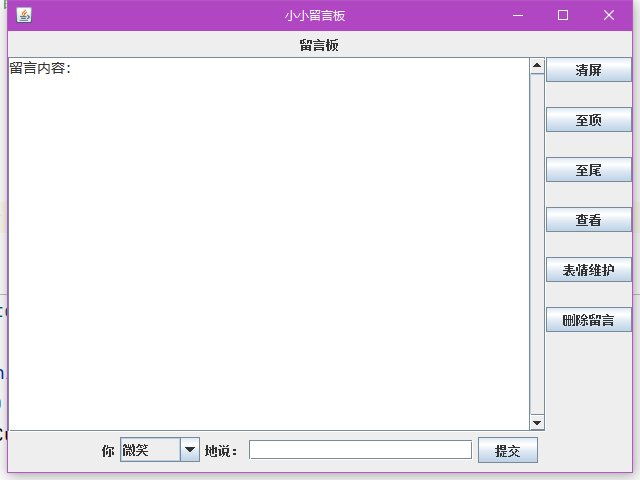 小小留言板
留言板
留言内容:
清屏
至顶
至尾
查看
表情维护
删除留言
你 微笑 地说: 提交